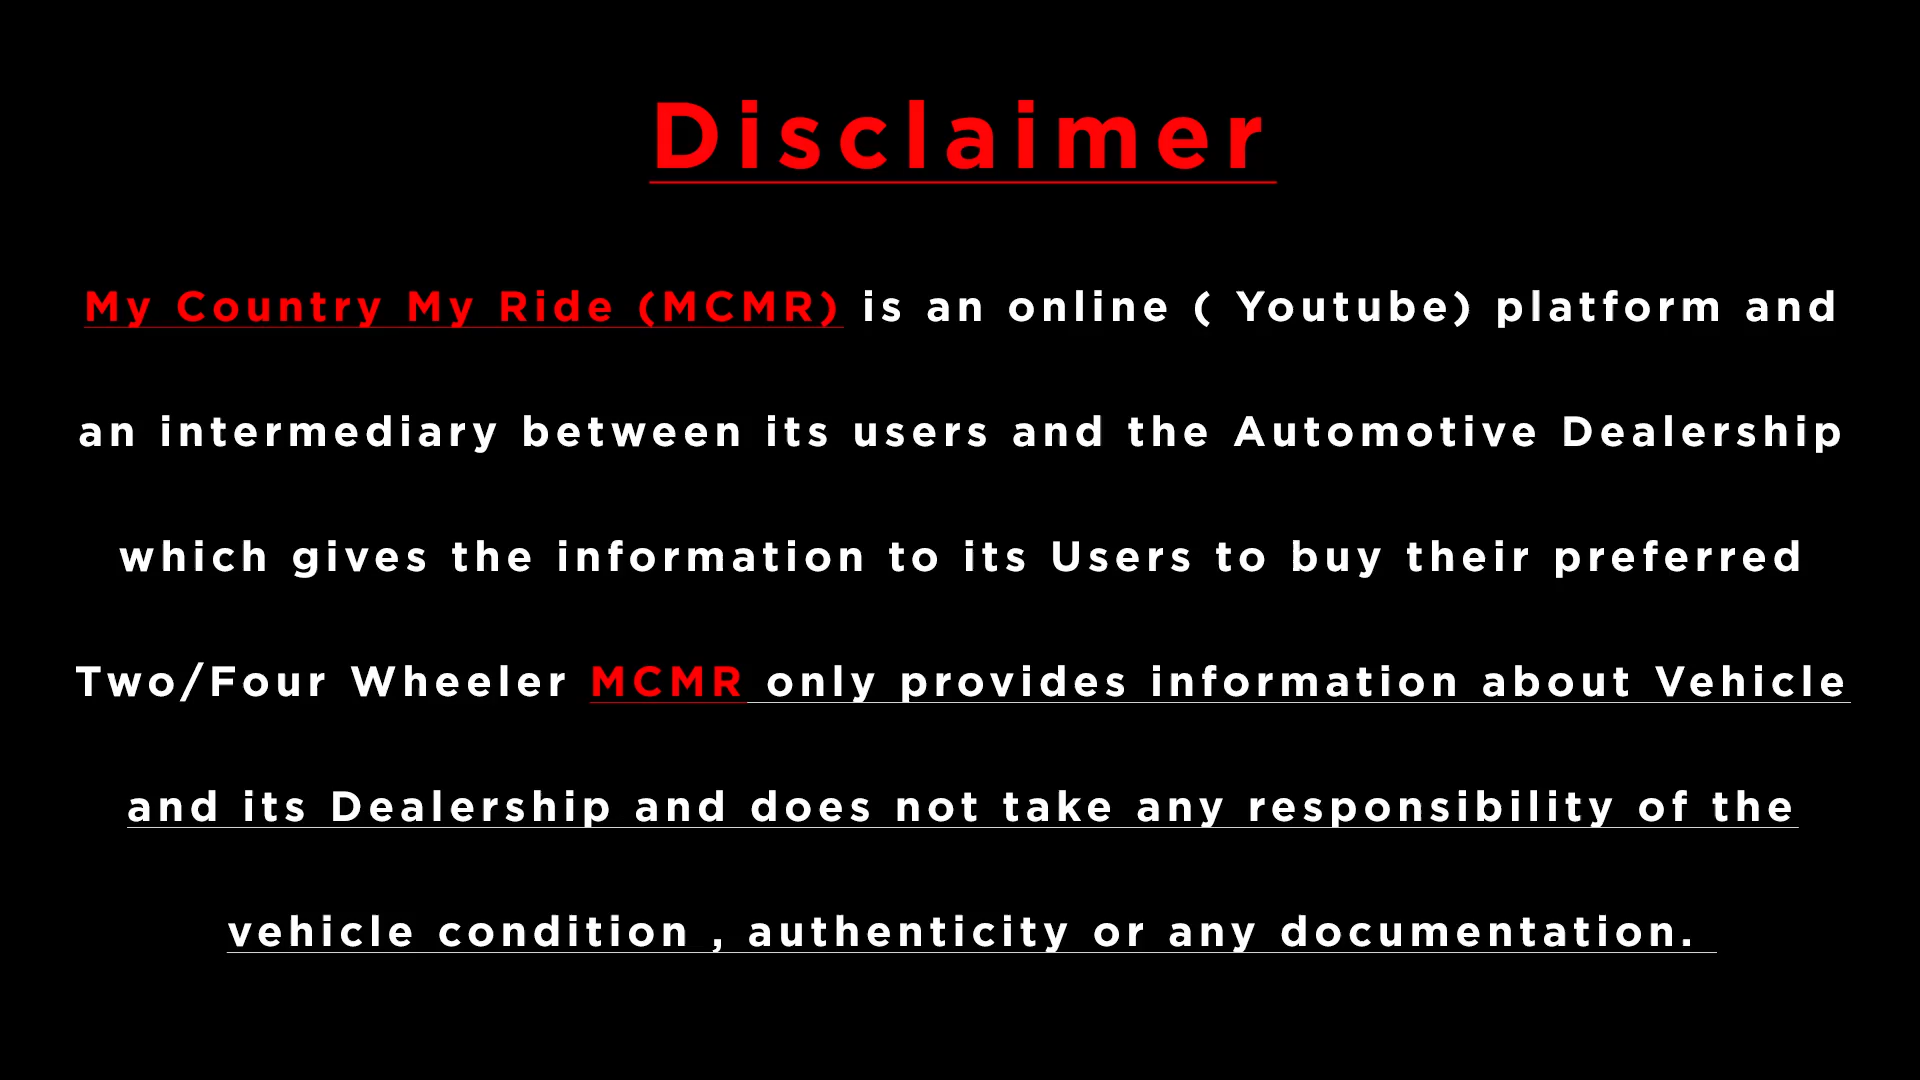 Disclaimer
My Country My Ride (MCMR) is an online ( Youtube) platform and
an intermediary between its users and the Automotive Dealership
which gives the information to its Users to buy their preferred
Two/Four Wheeler MCMR only provides information about Vehicle
and its Dealership and does not take any responsibility of the
vehicle condition , authenticity or any documentation.